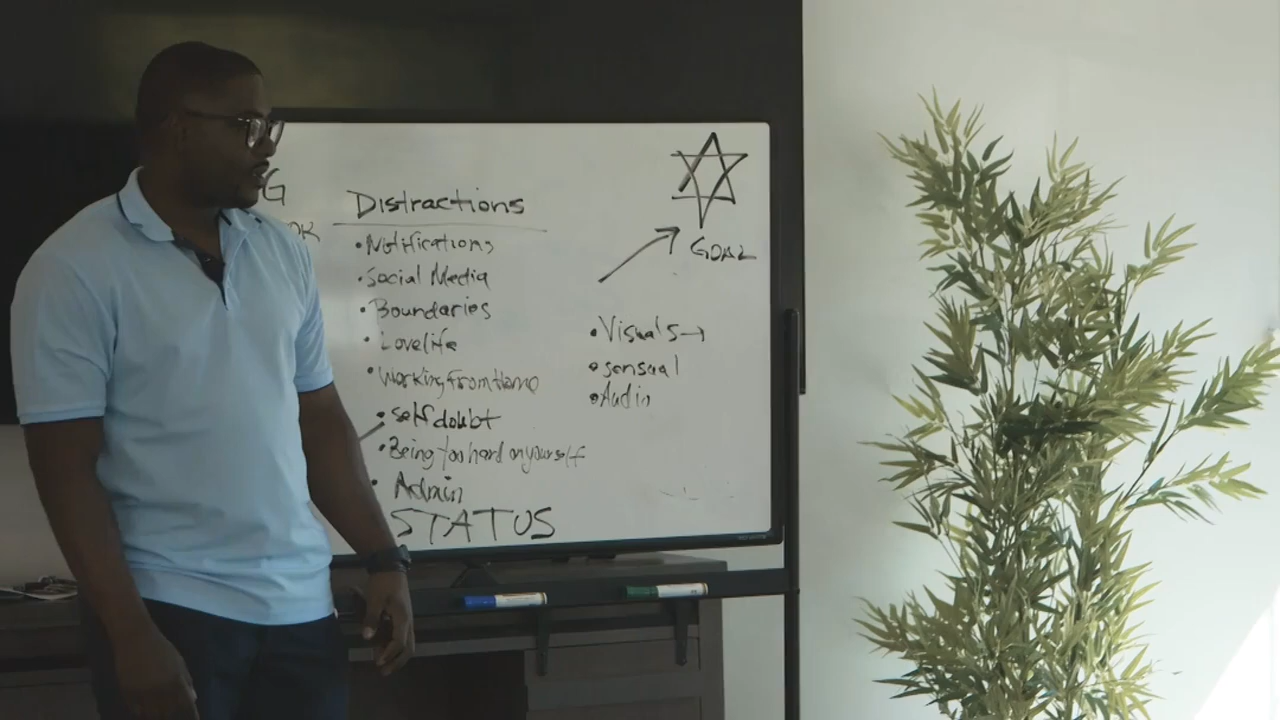 G
OK
Distractions
• Notifications
• Social Media
• Boundaries
• Lovelife
• Working From Home
• self doubt
• Being too hard on yourself
• Admin
STATUS
GOAL
• Visuals →
• sensual
• Audio